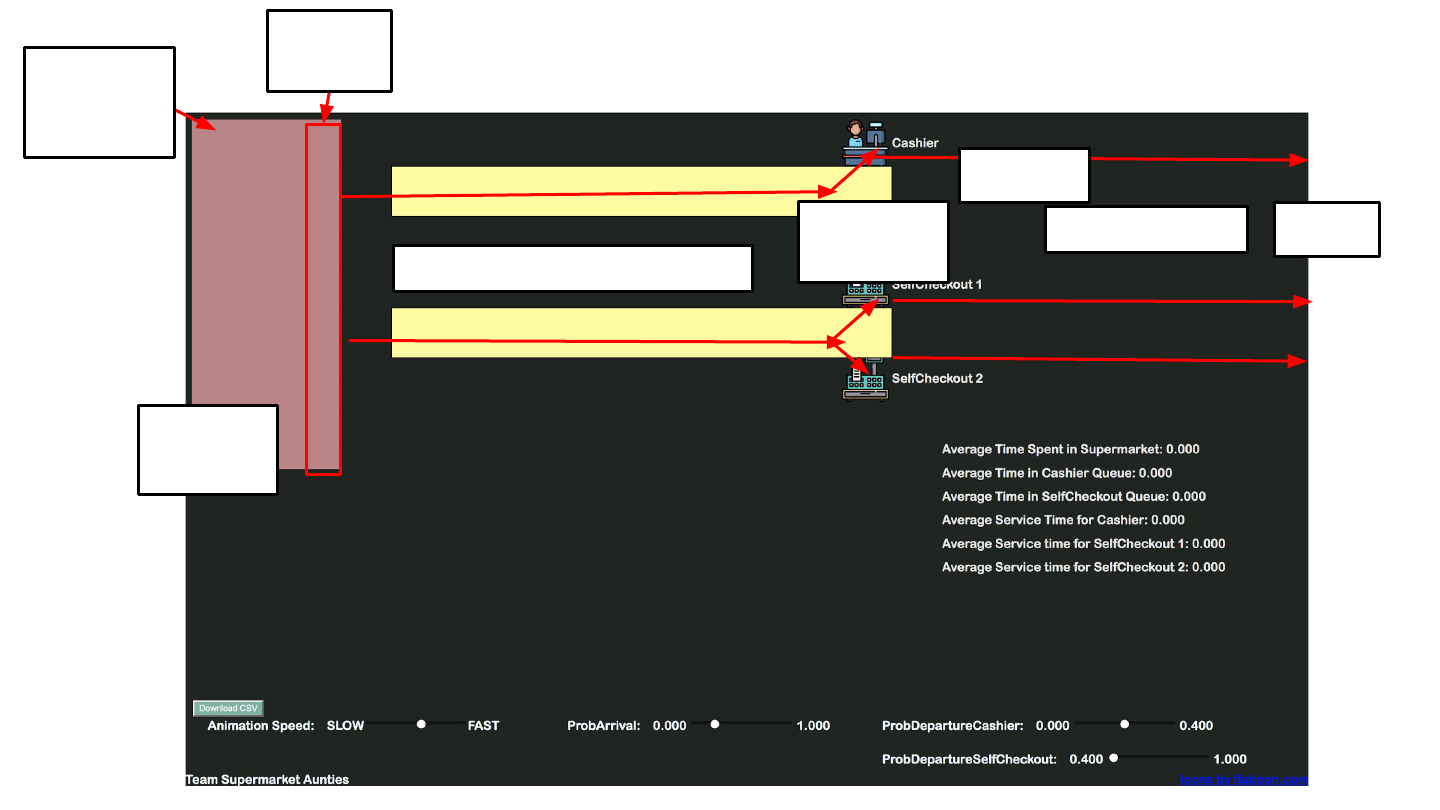 Cashier
SelfCheckout 1
SelfCheckout 2
Average Time Spent in Supermarket: 0.000
Average Time in Cashier Queue: 0.000
Average Time in SelfCheckout Queue: 0.000
Average Service Time for Cashier: 0.000
Average Service time for SelfCheckout 1: 0.000
Average Service time for SelfCheckout 2: 0.000
Download CSV
Animation Speed: SLOW FAST ProbArrival: 0.000 1.000 ProbDepartureCashier: 0.000 0.400
ProbDepartureSelfCheckout: 0.400 1.000
Team Supermarket Aunties Icons by flaticon.com